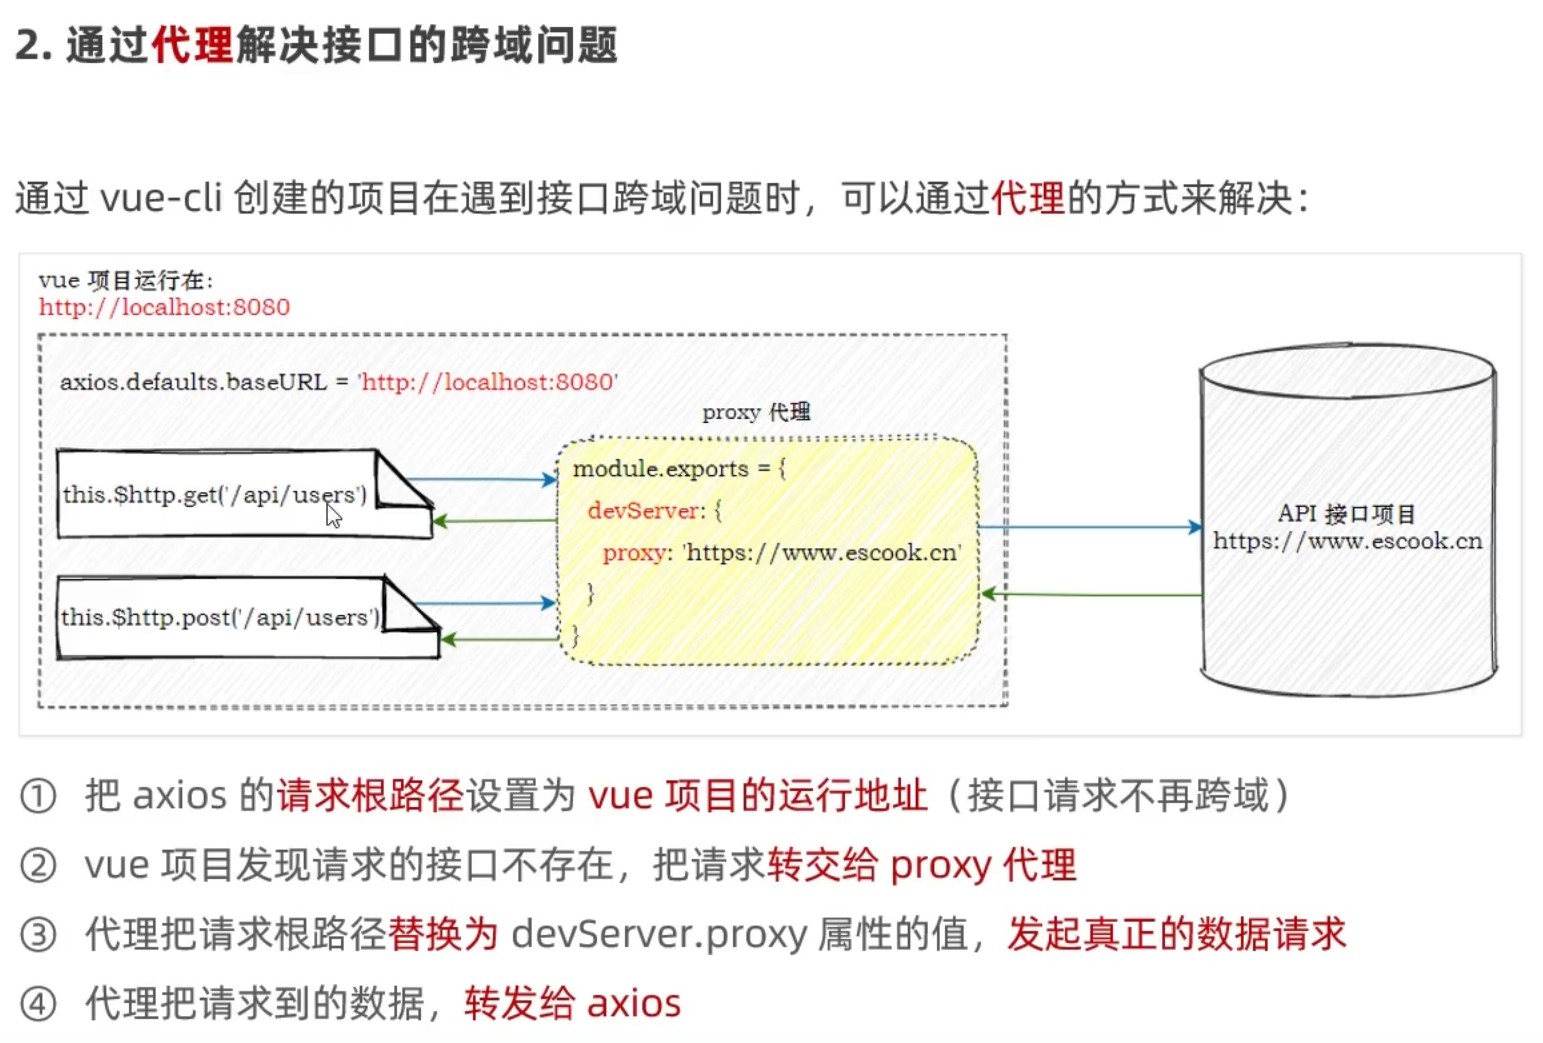 2. 通过代理解决接口的跨域问题
通过 vue-cli 创建的项目在遇到接口跨域问题时，可以通过代理的方式来解决：
vue 项目运行在：
http://localhost:8080
axios.defaults.baseURL = 'http://localhost:8080'
proxy 代理
this.$http.get('/api/users')
this.$http.post('/api/users')
module.exports = {
devServer: {
proxy: 'https://www.escook.cn'
}
}
API 接口项目
https://www.escook.cn
① 把 axios 的请求根路径设置为 vue 项目的运行地址（接口请求不再跨域）
② vue 项目发现请求的接口不存在，把请求转交给 proxy 代理
③ 代理把请求根路径替换为 devServer.proxy 属性的值，发起真正的数据请求
④ 代理把请求到的数据，转发给 axios